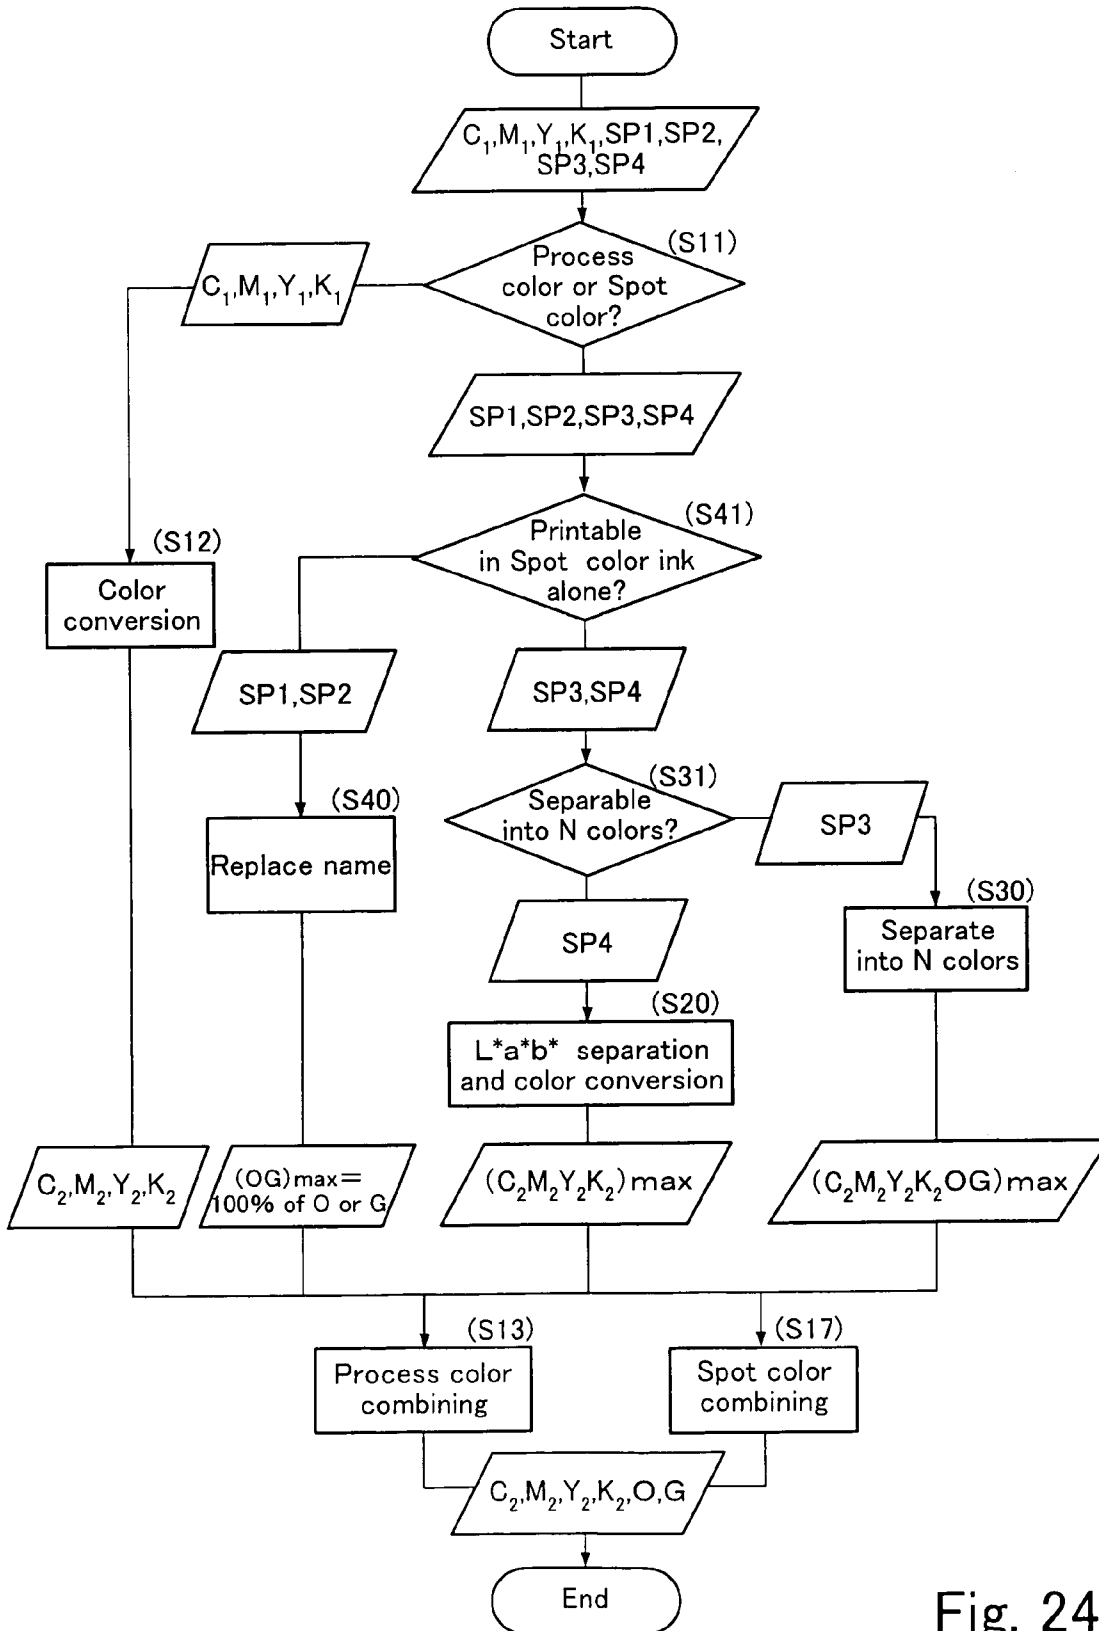 Start
C₁,M₁,Y₁,K₁,SP1,SP2,
SP3,SP4
(S11)
Process
color or Spot
color?
C₁,M₁,Y₁,K₁
SP1,SP2,SP3,SP4
(S41)
Printable
in Spot color ink
alone?
(S12)
Color
conversion
SP1,SP2
SP3,SP4
(S31)
Separable
into N colors?
SP3
(S40)
Replace name
(S30)
Separate
into N colors
SP4
(S20)
L*a*b* separation
and color conversion
C₂,M₂,Y₂,K₂
(OG)max=
100% of O or G
(C₂M₂Y₂K₂)max
(C₂M₂Y₂K₂OG)max
(S13)
Process color
combining
(S17)
Spot color
combining
C₂,M₂,Y₂,K₂,O,G
End
Fig. 24